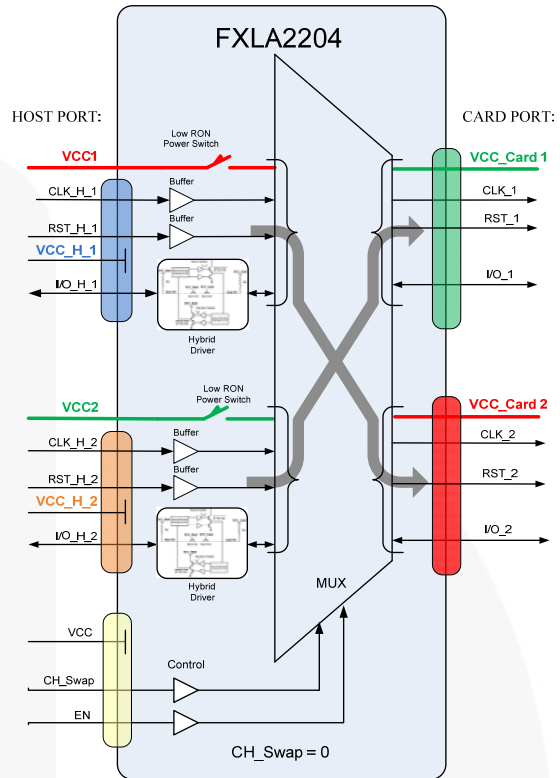 FXLA2204
HOST PORT:
CARD PORT:
Low RON
Power Switch
VCC1
VCC_Card 1
CLK_H_1
Buffer
CLK_1
RST_H_1
Buffer
RST_1
VCC_H_1
I/O_H_1
I/O_1
Hybrid
Driver
Low RON
Power Switch
VCC2
VCC_Card 2
CLK_H_2
Buffer
CLK_2
RST_H_2
Buffer
RST_2
VCC_H_2
I/O_H_2
I/O_2
Hybrid
Driver
MUX
VCC
Control
CH_Swap
EN
CH_Swap = 0